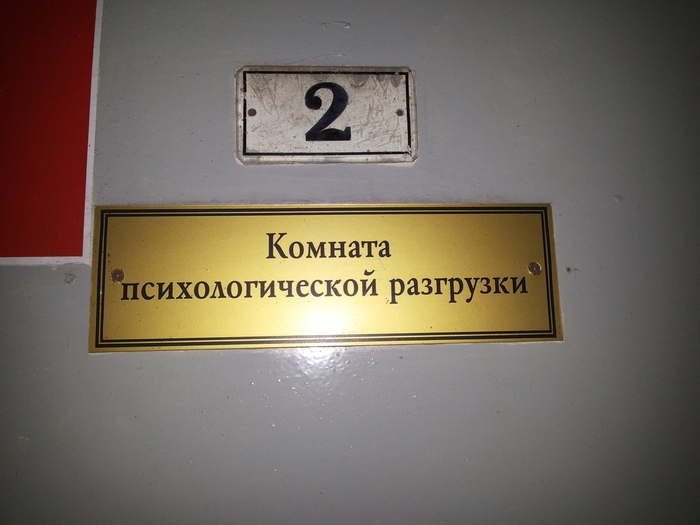 2
Комната
психологической разгрузки